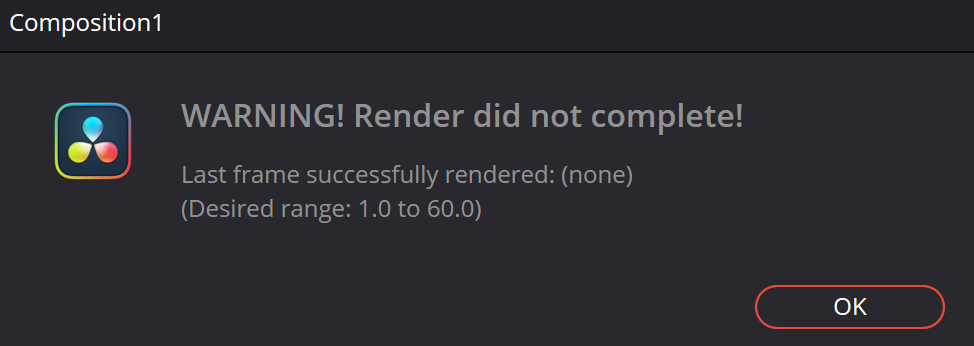 Composition1
WARNING! Render did not complete!
Last frame successfully rendered: (none)
(Desired range: 1.0 to 60.0)
OK